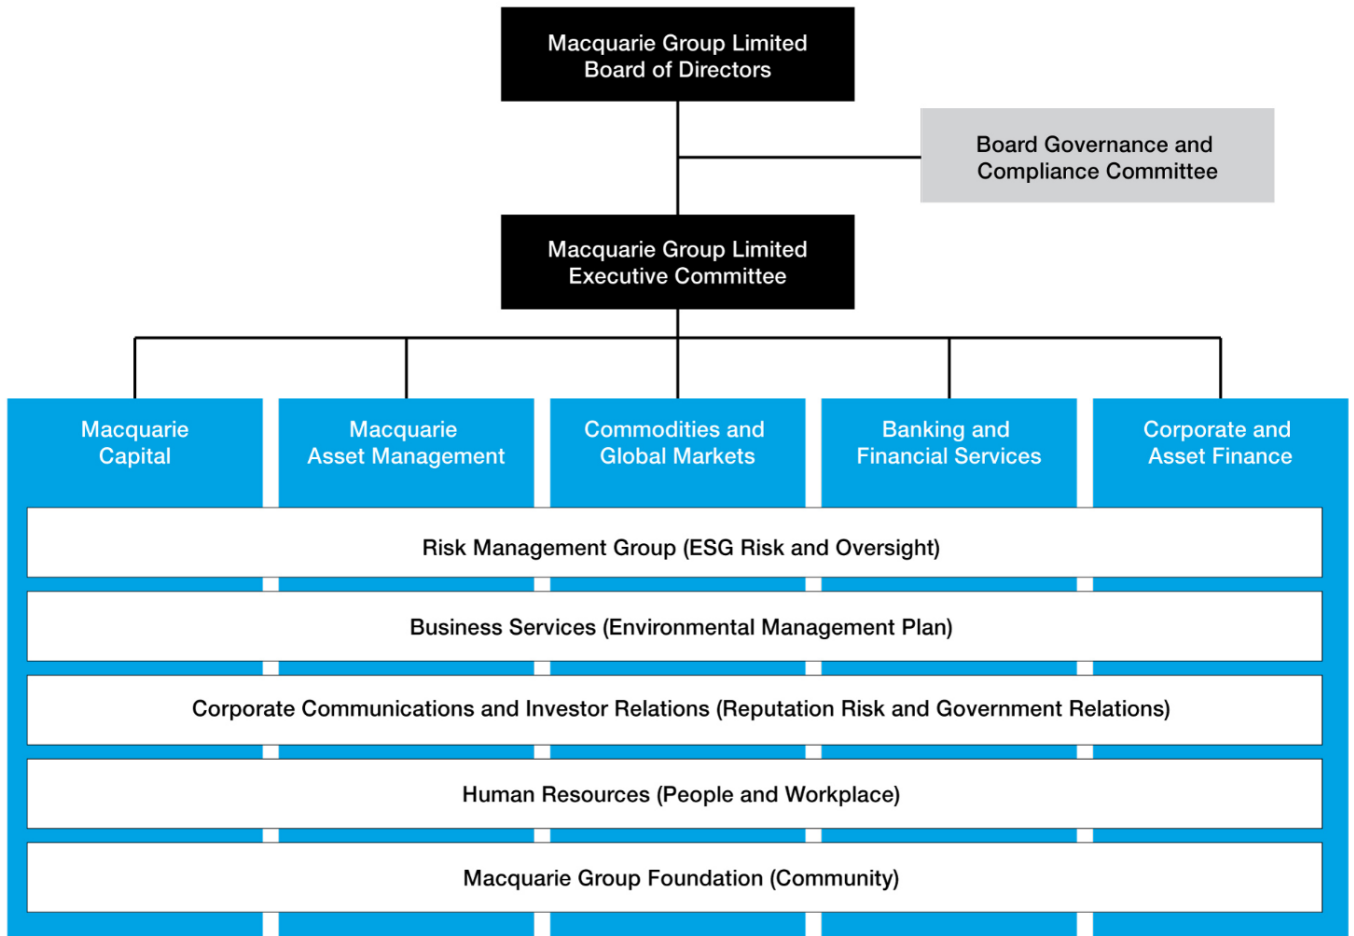 Macquarie Group Limited
Board of Directors
Board Governance and
Compliance Committee
Macquarie Group Limited
Executive Committee
Macquarie
Capital
Macquarie
Asset Management
Commodities and
Global Markets
Banking and
Financial Services
Corporate and
Asset Finance
Risk Management Group (ESG Risk and Oversight)
Business Services (Environmental Management Plan)
Corporate Communications and Investor Relations (Reputation Risk and Government Relations)
Human Resources (People and Workplace)
Macquarie Group Foundation (Community)